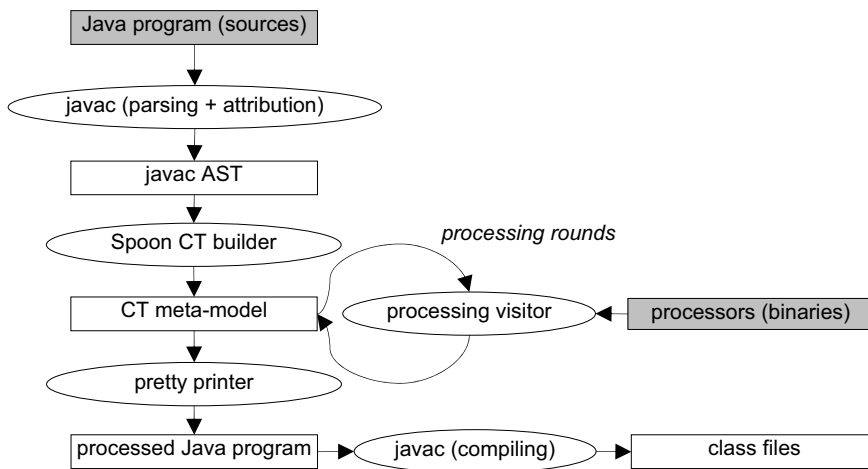 Java program (sources)
javac (parsing + attribution)
javac AST
Spoon CT builder
processing rounds
CT meta-model
processing visitor
processors (binaries)
pretty printer
processed Java program
javac (compiling)
class files